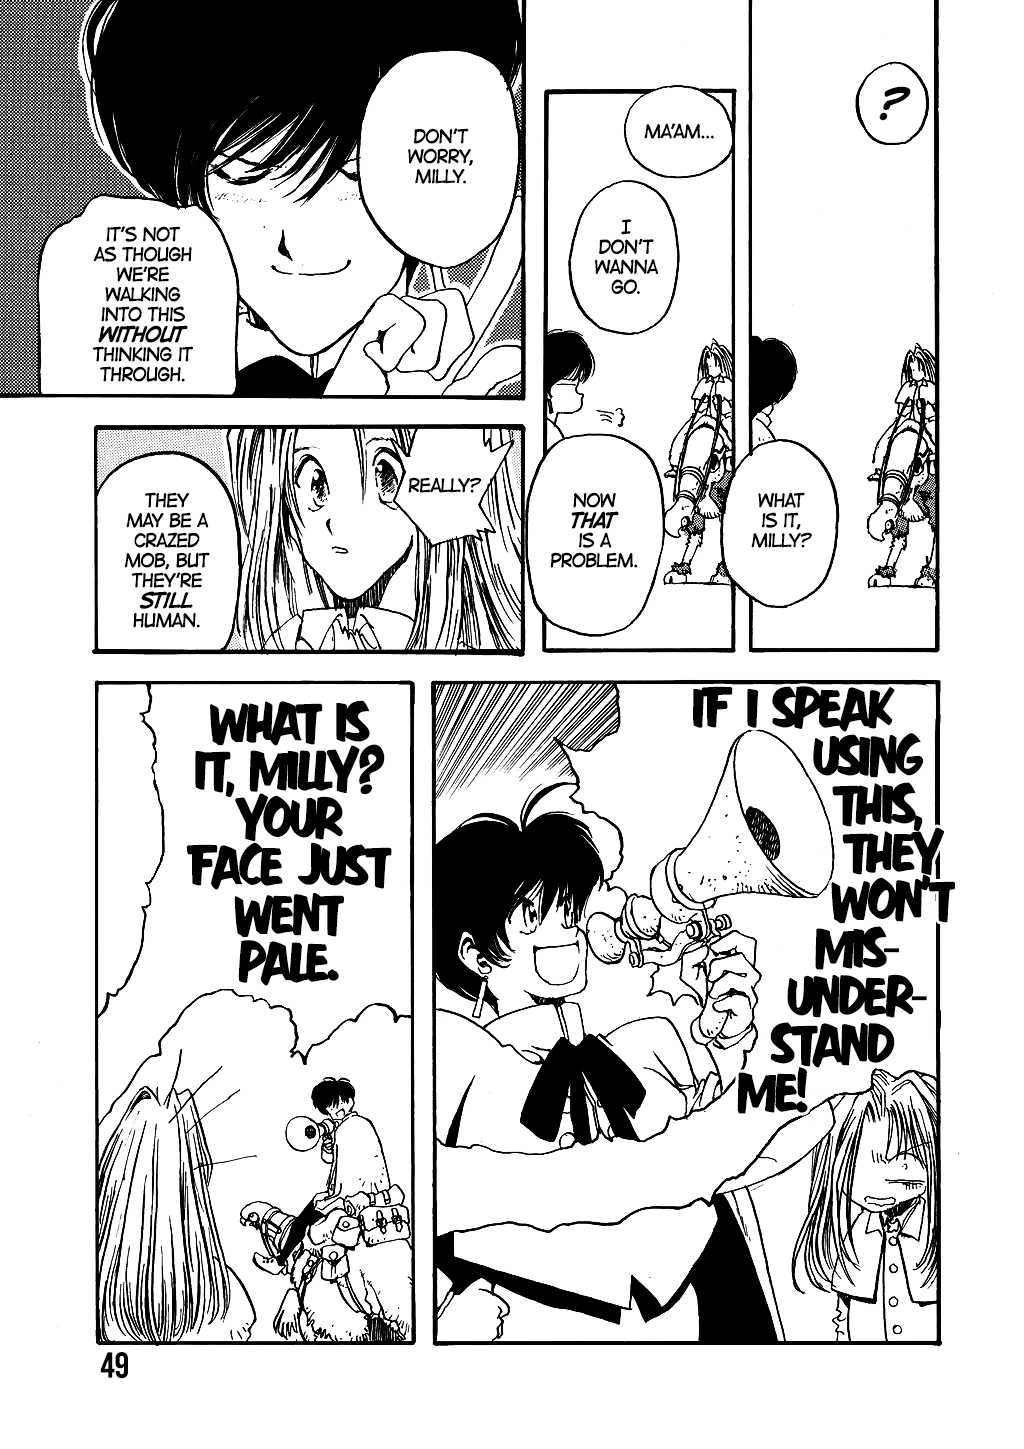 ?
WHAT
IS IT,
MILLY?
MA'AM...
I
DON'T
WANNA
GO.
NOW
THAT
IS A
PROBLEM.
DON'T
WORRY,
MILLY.
IT'S NOT
AS THOUGH
WE'RE
WALKING
INTO THIS
WITHOUT
THINKING IT
THROUGH.
REALLY?
THEY
MAY BE A
CRAZED
MOB, BUT
THEY'RE
STILL
HUMAN.
IF I SPEAK
USING
THIS,
THEY
WON'T
MIS-
UNDER-
STAND
ME!
WHAT IS
IT, MILLY?
YOUR
FACE JUST
WENT
PALE.
49